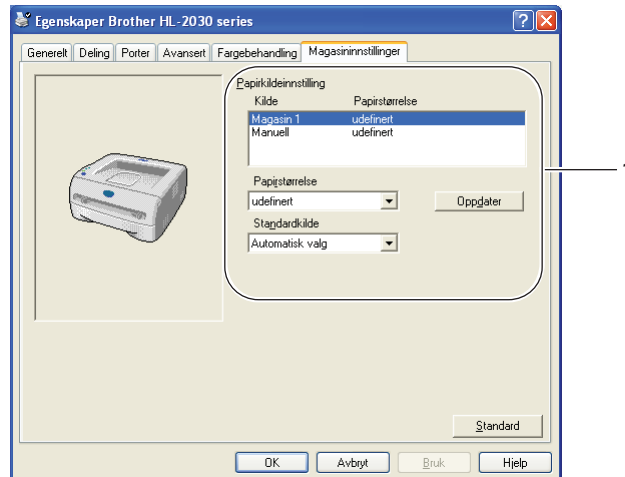 Egenskaper Brother HL-2030 series
Generelt Deling Porter Avansert Fargebehandling Magasininnstillinger
Papirkildeinnstilling
Kilde Papirstørrelse
Magasin 1 udefinert
Manuell udefinert
1
Papirstørrelse
udefinert Oppdater
Standardkilde
Automatisk valg
Standard
OK Avbryt Bruk Hjelp